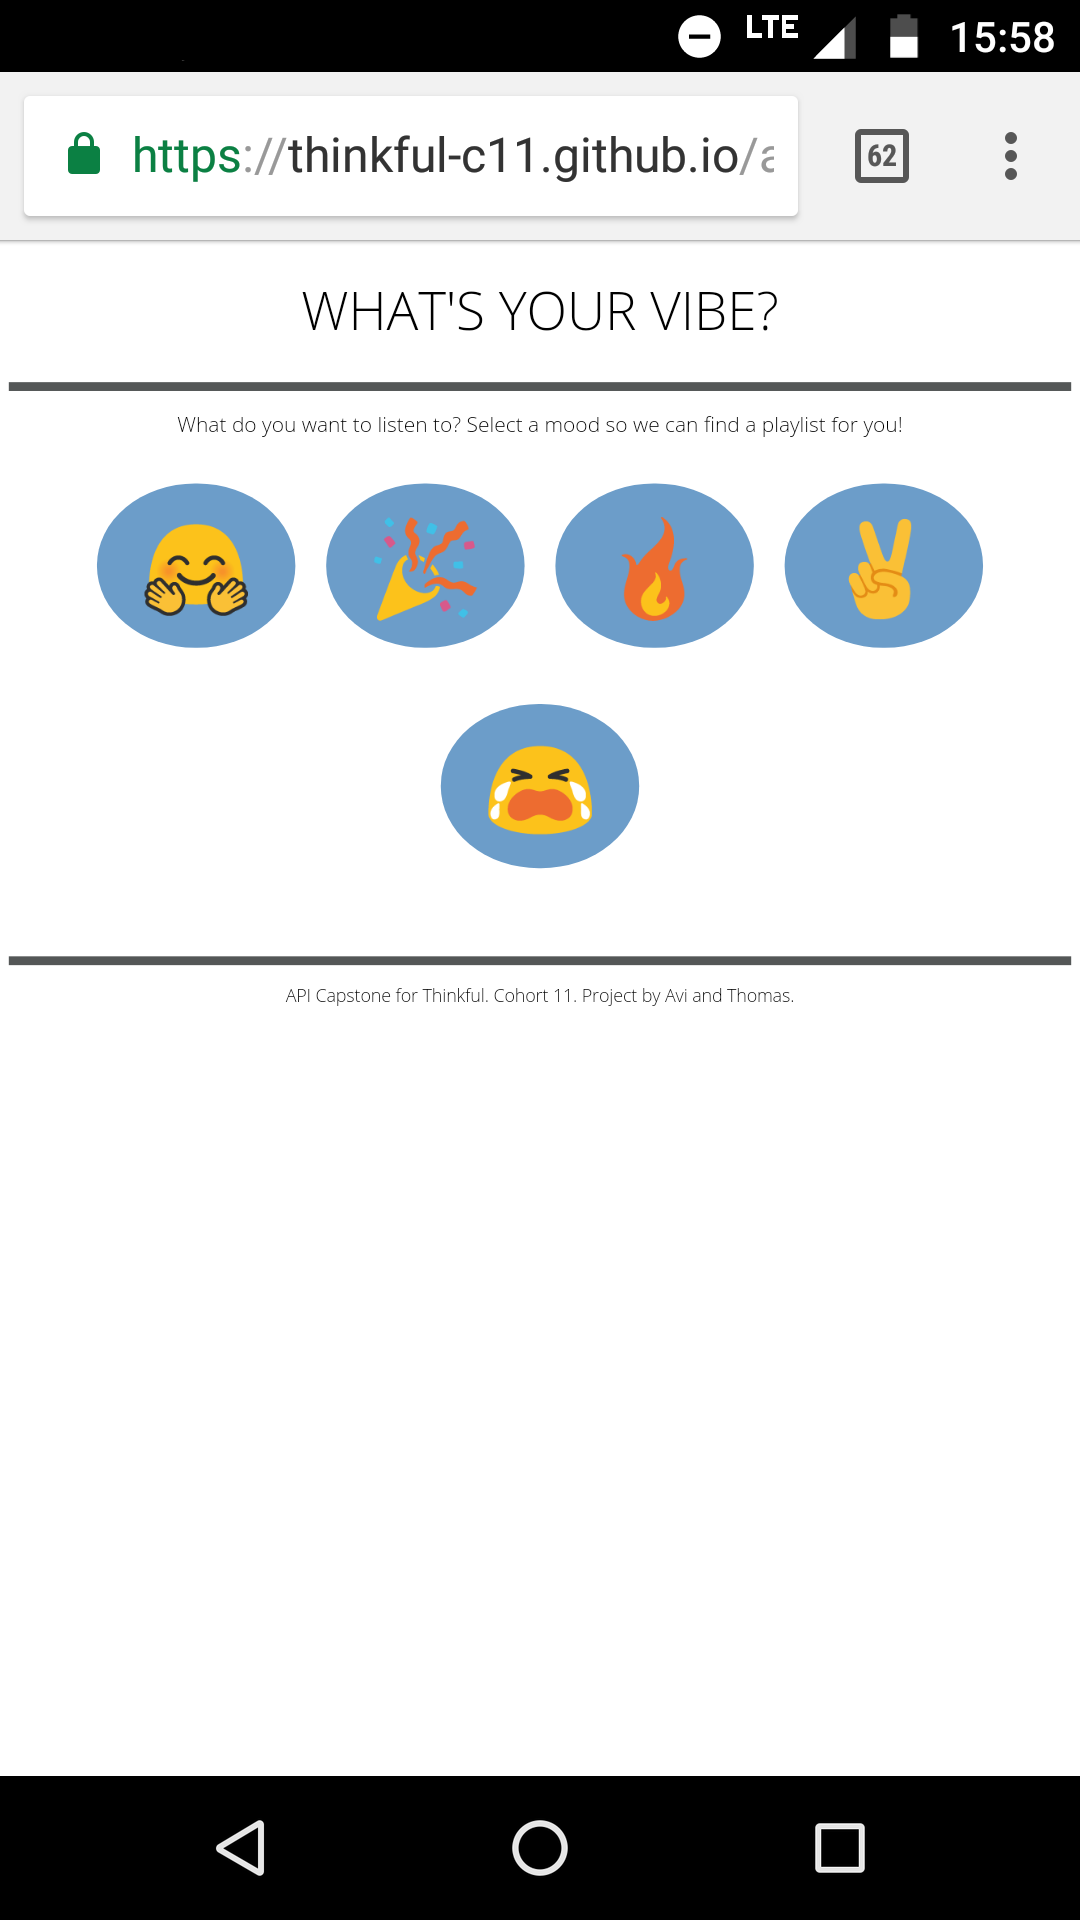 LTE 15:58
https://thinkful-c11.github.io/a
62
WHAT'S YOUR VIBE?
What do you want to listen to? Select a mood so we can find a playlist for you!
API Capstone for Thinkful. Cohort 11. Project by Avi and Thomas.